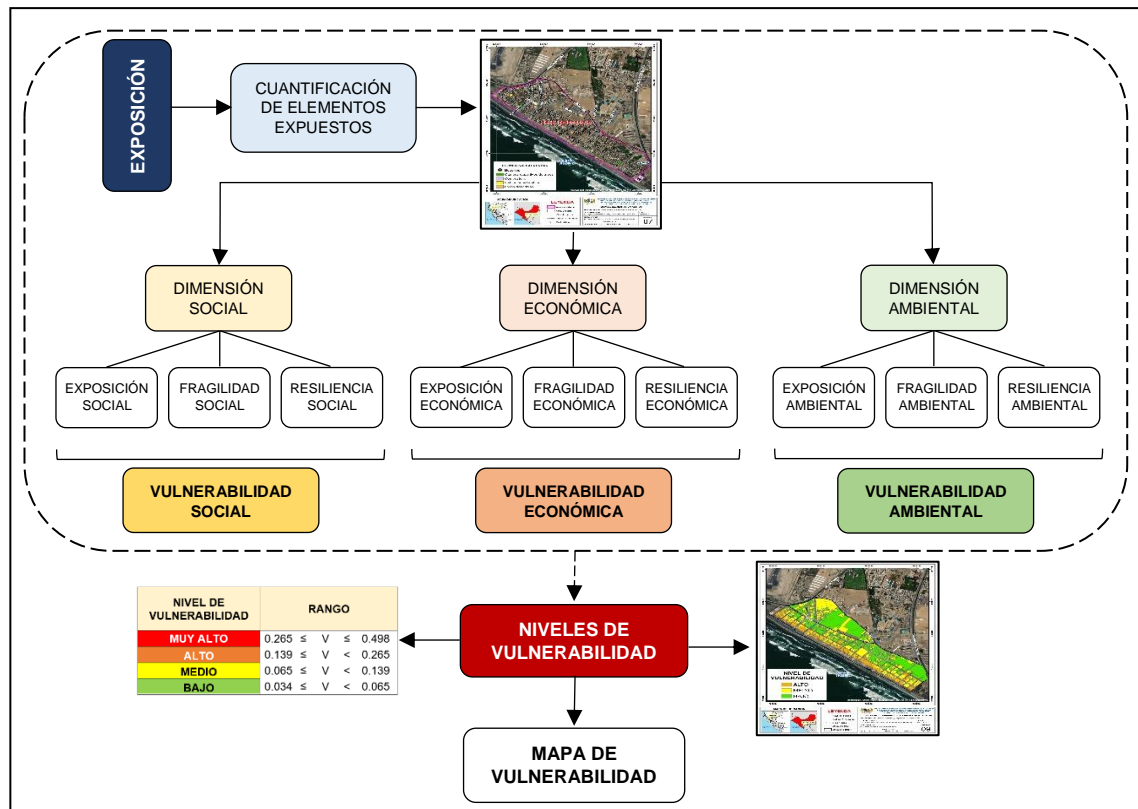 EXPOSICIÓN
CUANTIFICACIÓN
DE ELEMENTOS
EXPUESTOS
LEYENDA
DIMENSIÓN
SOCIAL
DIMENSIÓN
ECONÓMICA
DIMENSIÓN
AMBIENTAL
EXPOSICIÓN
SOCIAL
FRAGILIDAD
SOCIAL
RESILIENCIA
SOCIAL
EXPOSICIÓN
ECONÓMICA
FRAGILIDAD
ECONÓMICA
RESILIENCIA
ECONÓMICA
EXPOSICIÓN
AMBIENTAL
FRAGILIDAD
AMBIENTAL
RESILIENCIA
AMBIENTAL
VULNERABILIDAD
SOCIAL
VULNERABILIDAD
ECONÓMICA
VULNERABILIDAD
AMBIENTAL
NIVEL DE
VULNERABILIDAD
RANGO
MUY ALTO 0.265 ≤ V ≤ 0.498
ALTO 0.139 ≤ V < 0.265
MEDIO 0.065 ≤ V < 0.139
BAJO 0.034 ≤ V < 0.065
NIVELES DE
VULNERABILIDAD
NIVEL DE
VULNERABILIDAD
ALTO
LEYENDA
MAPA DE
VULNERABILIDAD